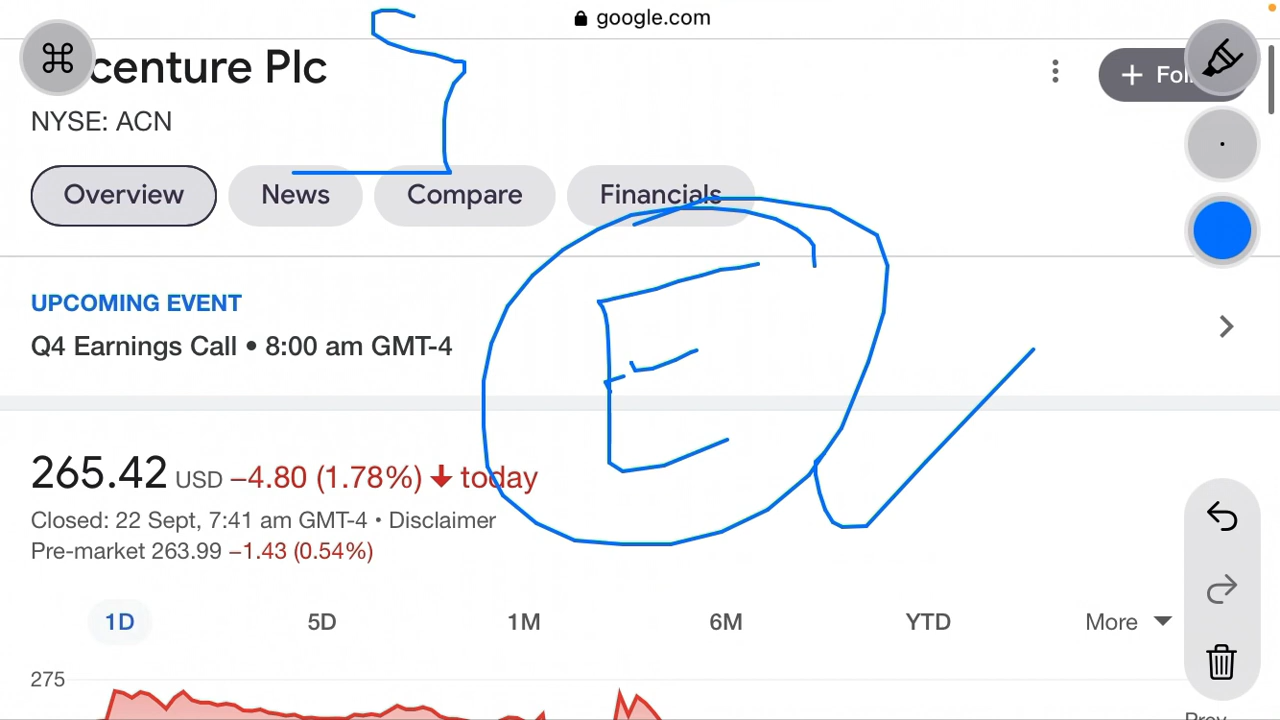 google.com
centure Plc
+ Fol
NYSE: ACN
Overview News Compare Financials
UPCOMING EVENT
Q4 Earnings Call • 8:00 am GMT-4
E
265.42 USD −4.80 (1.78%) ↓ today
Closed: 22 Sept, 7:41 am GMT-4 • Disclaimer
Pre-market 263.99 −1.43 (0.54%)
1D 5D 1M 6M YTD More
275